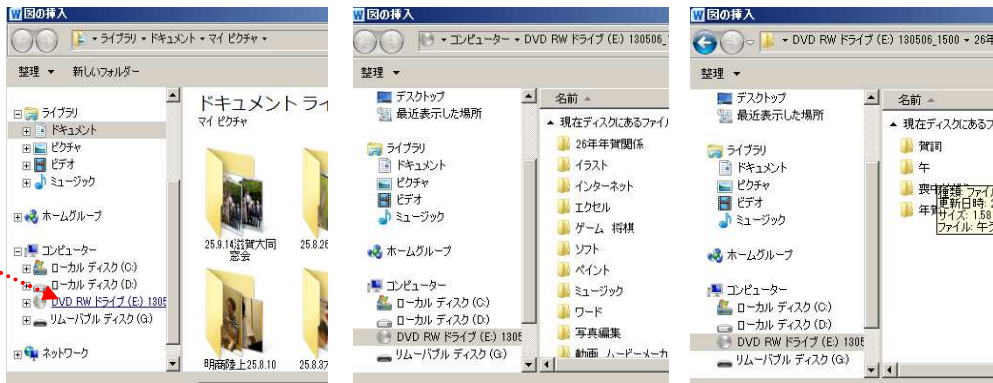 図の挿入
▸ ライブラリ ▸ ドキュメント ▸ マイ ピクチャ ▸
整理 ▼ 新しいフォルダー
ライブラリ
ドキュメント
ピクチャ
ビデオ
ミュージック
ホームグループ
コンピューター
ローカル ディスク (C:)
ローカル ディスク (D:)
DVD RW ドライブ (E:) 1305
リムーバブル ディスク (G:)
ネットワーク
ドキュメント ライ
マイ ピクチャ
25.9.14滋賀大同窓会
25.8.26
明商陸上25.8.10
図の挿入
▸ コンピューター ▸ DVD RW ドライブ (E:) 130506_
整理 ▼
デスクトップ
最近表示した場所
ライブラリ
ドキュメント
ピクチャ
ビデオ
ミュージック
ホームグループ
コンピューター
ローカル ディスク (C:)
ローカル ディスク (D:)
DVD RW ドライブ (E:) 1305
リムーバブル ディスク (G:)
名前
現在ディスクにあるファイル
26年年賀関係
イラスト
インターネット
エクセル
ゲーム 将棋
ソフト
ペイント
ミュージック
ワード
写真編集
動画 ムービーメーカ
図の挿入
▸ DVD RW ドライブ (E:) 130506_1500 ▸ 26年
整理 ▼
デスクトップ
最近表示した場所
ライブラリ
ドキュメント
ピクチャ
ビデオ
ミュージック
ホームグループ
コンピューター
ローカル ディスク (C:)
ローカル ディスク (D:)
DVD RW ドライブ (E:) 1305
リムーバブル ディスク (G:)
名前
現在ディスクにあるフ
賀詞
午
喪中
年賀
種類: ファイ
更新日時: 2
サイズ: 1.58
ファイル: 午